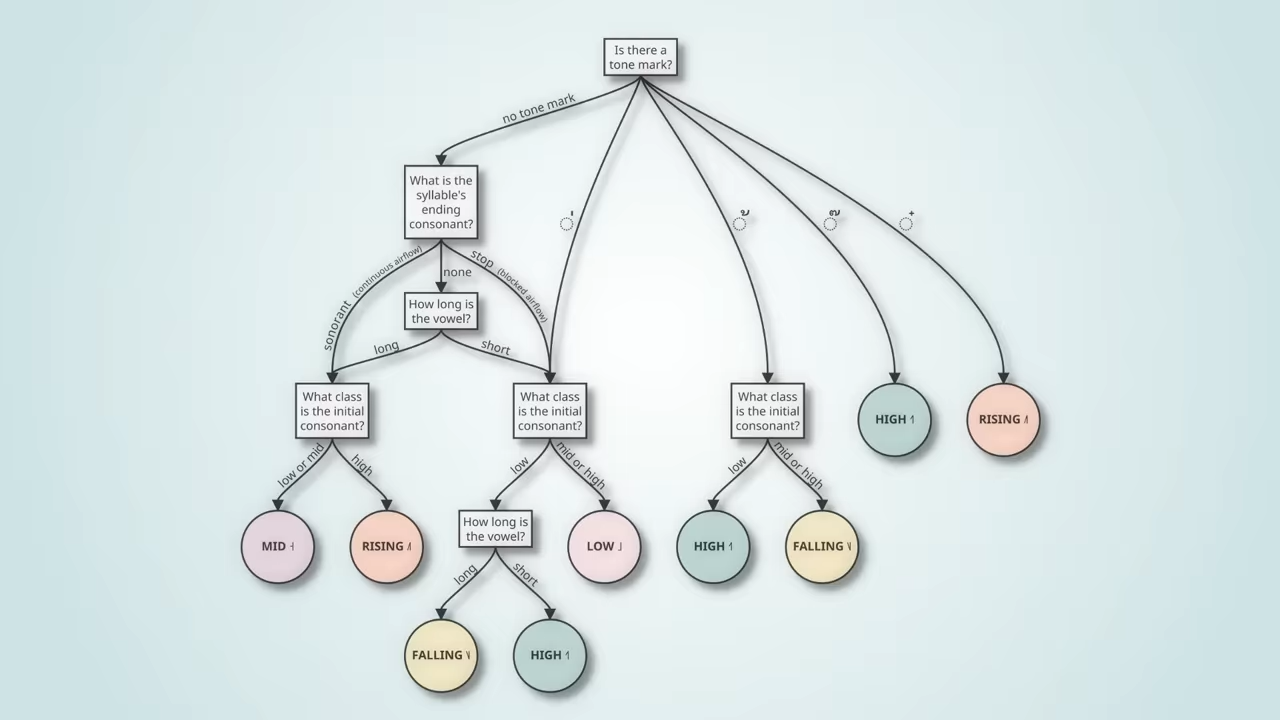 Is there a
tone mark?
no tone mark
What is the
syllable's
ending
consonant?
◌่
◌้
◌๊
◌๋
sonorant (continuous airflow)
none
stop (blocked airflow)
How long is
the vowel?
long
short
What class
is the initial
consonant?
What class
is the initial
consonant?
What class
is the initial
consonant?
HIGH ˦
RISING ˩˦
low or mid
high
low
mid or high
low
mid or high
MID ˧
RISING ˩˦
How long is
the vowel?
LOW ˩
HIGH ˦
FALLING ˥˩
long
short
FALLING ˥˩
HIGH ˦